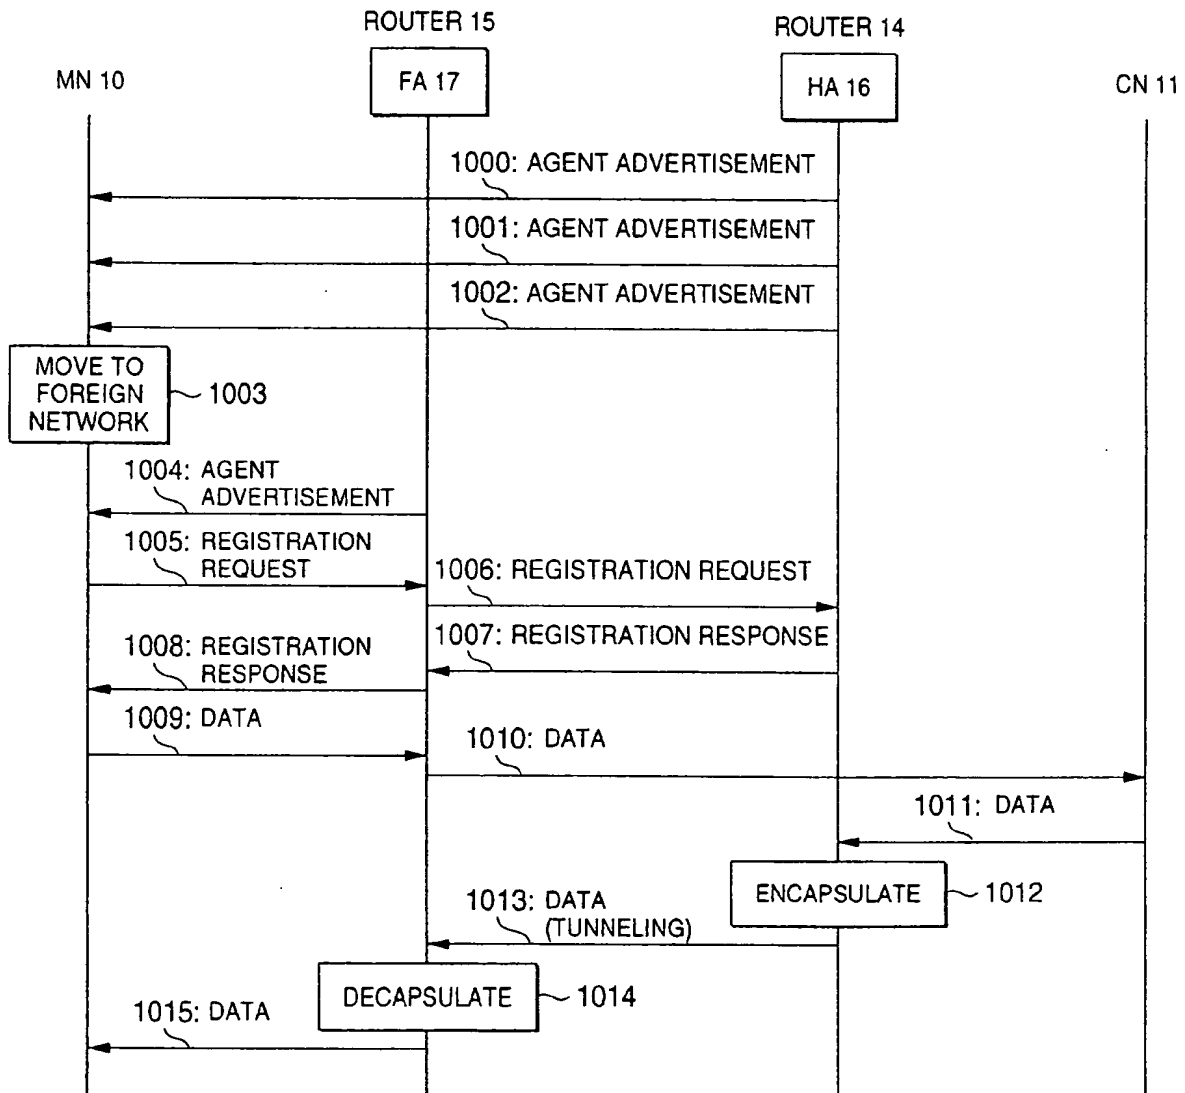 ROUTER 15
ROUTER 14
MN 10
FA 17
HA 16
CN 11
1000: AGENT ADVERTISEMENT
1001: AGENT ADVERTISEMENT
1002: AGENT ADVERTISEMENT
MOVE TO
FOREIGN
NETWORK
1003
1004: AGENT
ADVERTISEMENT
1005: REGISTRATION
REQUEST
1006: REGISTRATION REQUEST
1007: REGISTRATION RESPONSE
1008: REGISTRATION
RESPONSE
1009: DATA
1010: DATA
1011: DATA
ENCAPSULATE
1012
1013: DATA
(TUNNELING)
DECAPSULATE
1014
1015: DATA